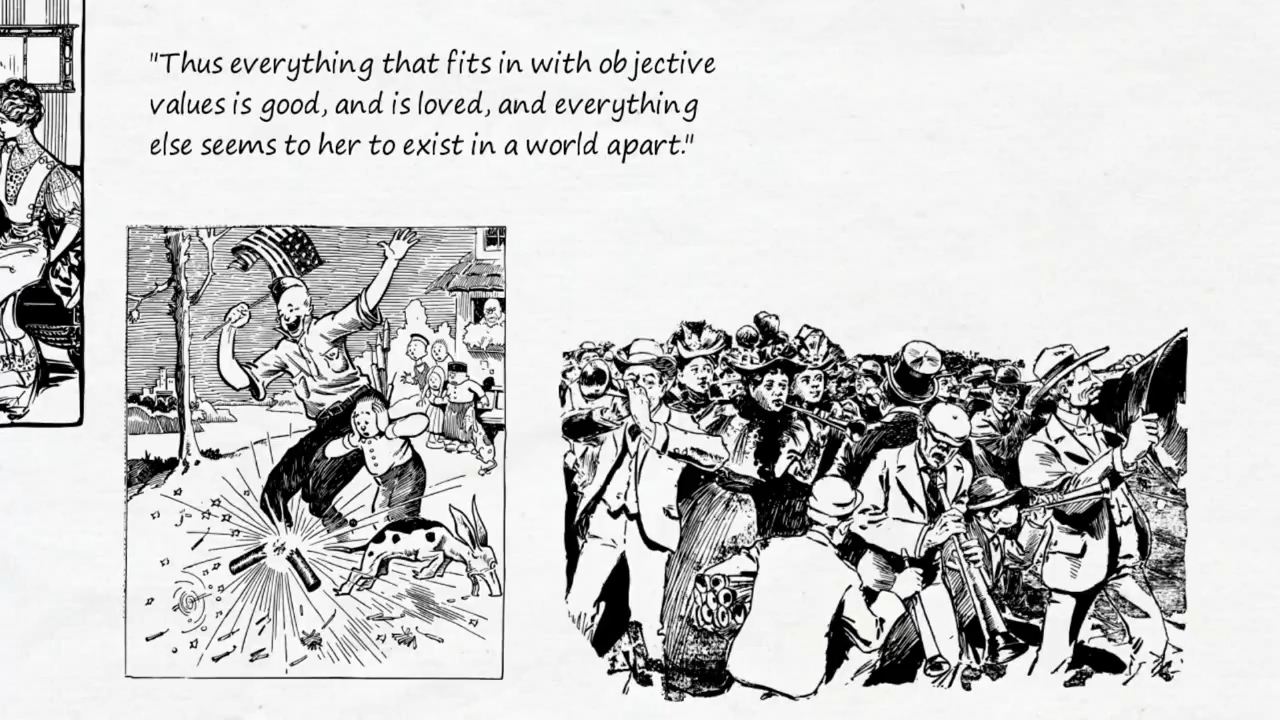 "Thus everything that fits in with objective
values is good, and is loved, and everything
else seems to her to exist in a world apart."